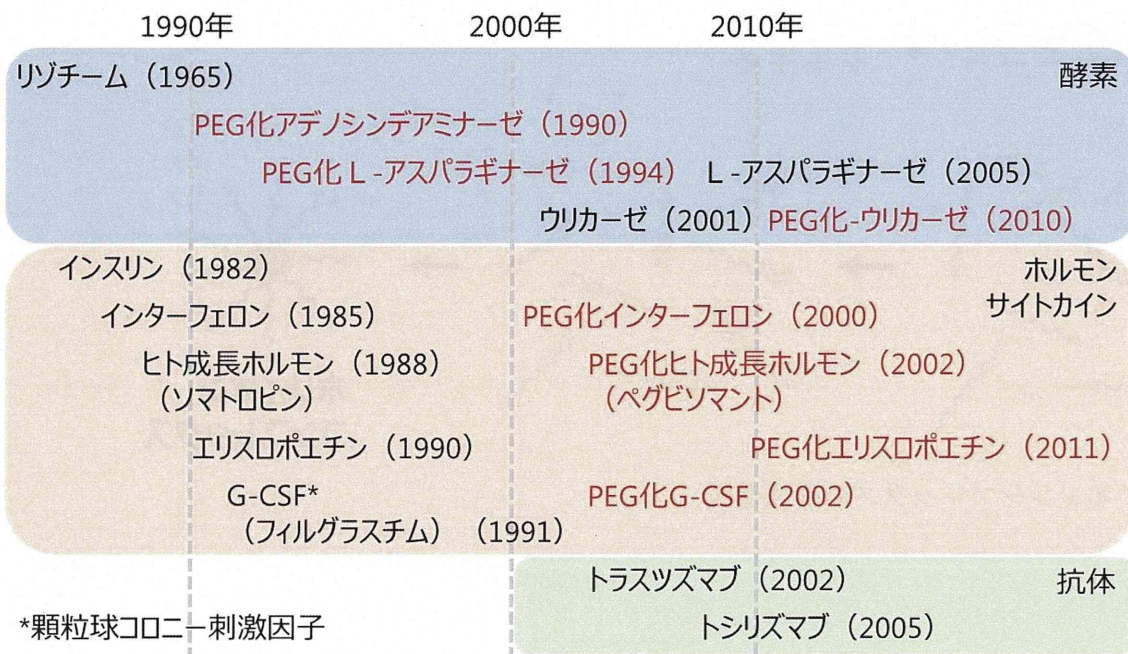 1990年 2000年 2010年
リゾチーム（1965） 酵素
PEG化アデノシンデアミナーゼ（1990）
PEG化 L -アスパラギナーゼ（1994） L -アスパラギナーゼ（2005）
ウリカーゼ（2001） PEG化-ウリカーゼ（2010）
インスリン（1982） ホルモン
インターフェロン（1985） PEG化インターフェロン（2000） サイトカイン
ヒト成長ホルモン（1988） PEG化ヒト成長ホルモン（2002）
（ソマトロピン） （ペグビソマント）
エリスロポエチン（1990） PEG化エリスロポエチン（2011）
G-CSF* PEG化G-CSF（2002）
（フィルグラスチム）（1991）
トラスツズマブ（2002） 抗体
*顆粒球コロニー刺激因子 トシリズマブ（2005）